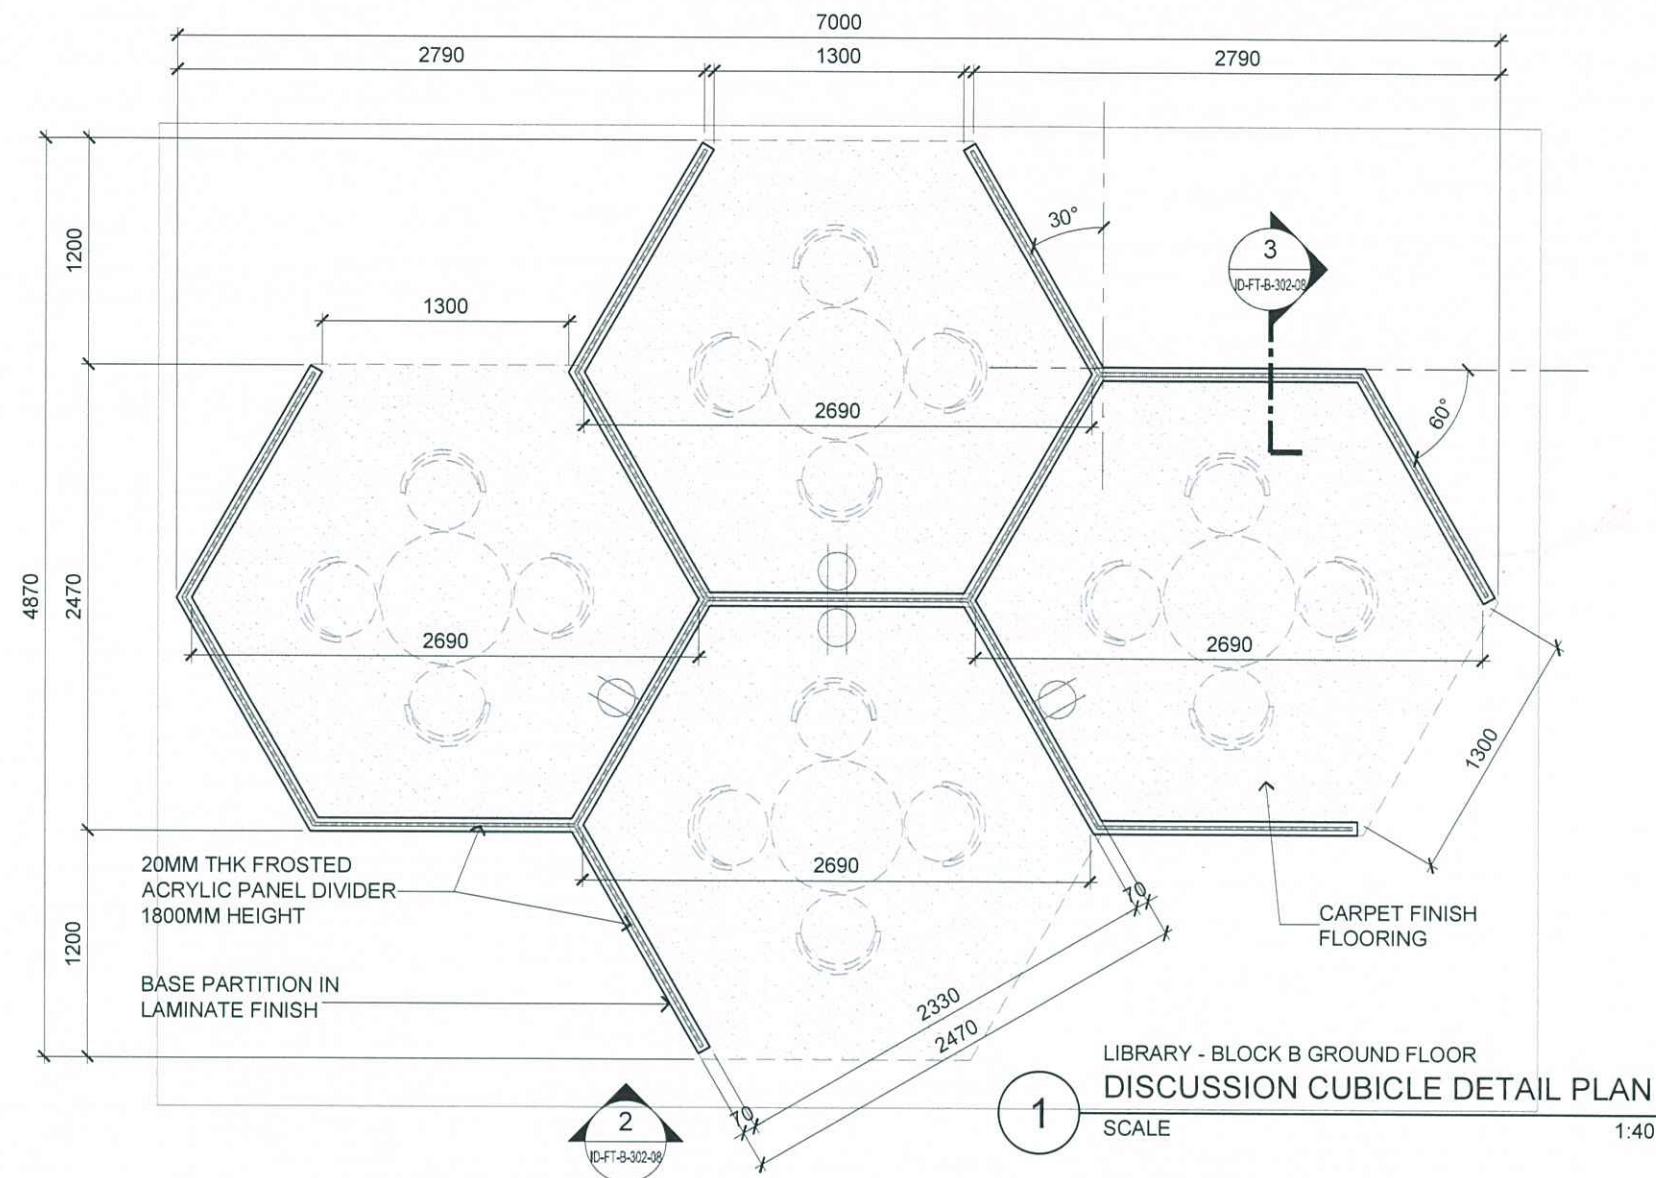 7000
2790
1300
2790
30°
3
ID-FT-B-302-08
1200
1300
60°
2690
4870
2470
2690
2690
1300
2690
70
20MM THK FROSTED
ACRYLIC PANEL DIVIDER
1800MM HEIGHT
CARPET FINISH
FLOORING
1200
BASE PARTITION IN
LAMINATE FINISH
2330
2470
70
2
ID-FT-B-302-08
1
LIBRARY - BLOCK B GROUND FLOOR
DISCUSSION CUBICLE DETAIL PLAN
SCALE 1:40